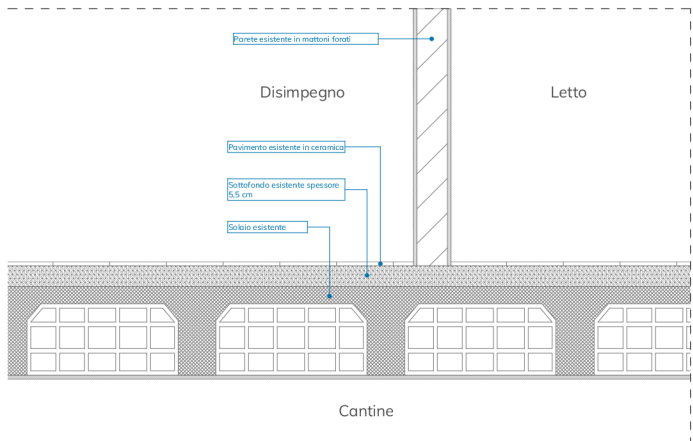 Parete esistente in mattoni forati
Disimpegno
Letto
Pavimento esistente in ceramica
Sottofondo esistente spessore
5,5 cm
Solaio esistente
Cantine